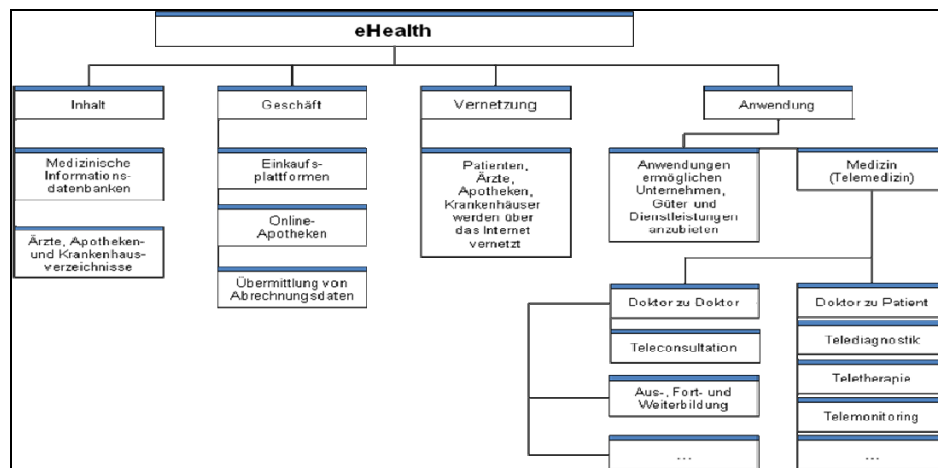 eHealth
Inhalt
Geschäft
Vernetzung
Anwendung
Medizinische
Informations-
datenbanken
Ärzte, Apotheken-
und Krankenhaus-
verzeichnisse
Einkaufs-
plattformen
Online-
Apotheken
Übermittlung von
Abrechnungsdaten
Patienten,
Ärzte,
Apotheken,
Krankenhäuser
werden über
das Internet
vernetzt
Anwendungen
ermöglichen
Unternehmen,
Güter und
Dienstleistungen
anzubieten
Medizin
(Telemedizin)
Doktor zu Doktor
Teleconsultation
Aus-, Fort- und
Weiterbildung
...
Doktor zu Patient
Telediagnostik
Teletherapie
Telemonitoring
...